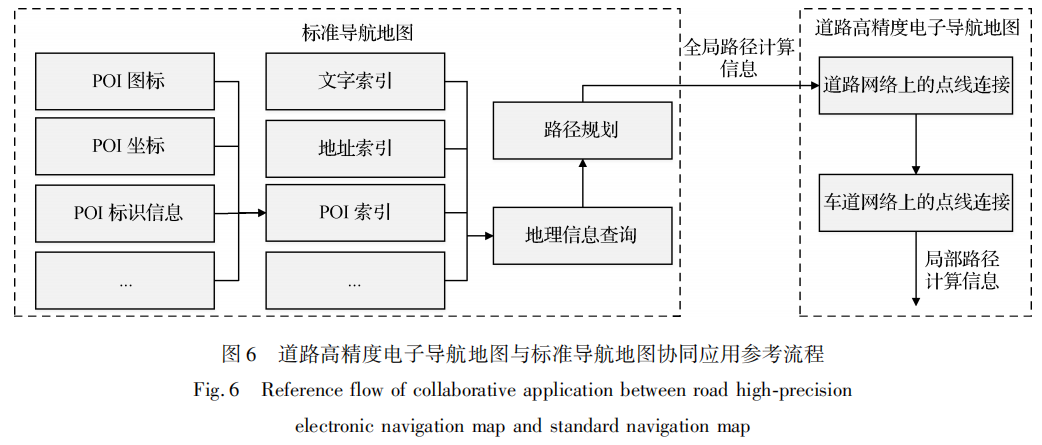 标准导航地图
POI 图标
POI 坐标
POI 标识信息
...
文字索引
地址索引
POI 索引
...
路径规划
地理信息查询
全局路径计算
信息
道路高精度电子导航地图
道路网络上的点线连接
车道网络上的点线连接
局部路径
计算信息
图 6 道路高精度电子导航地图与标准导航地图协同应用参考流程
Fig. 6 Reference flow of collaborative application between road high-precision
electronic navigation map and standard navigation map